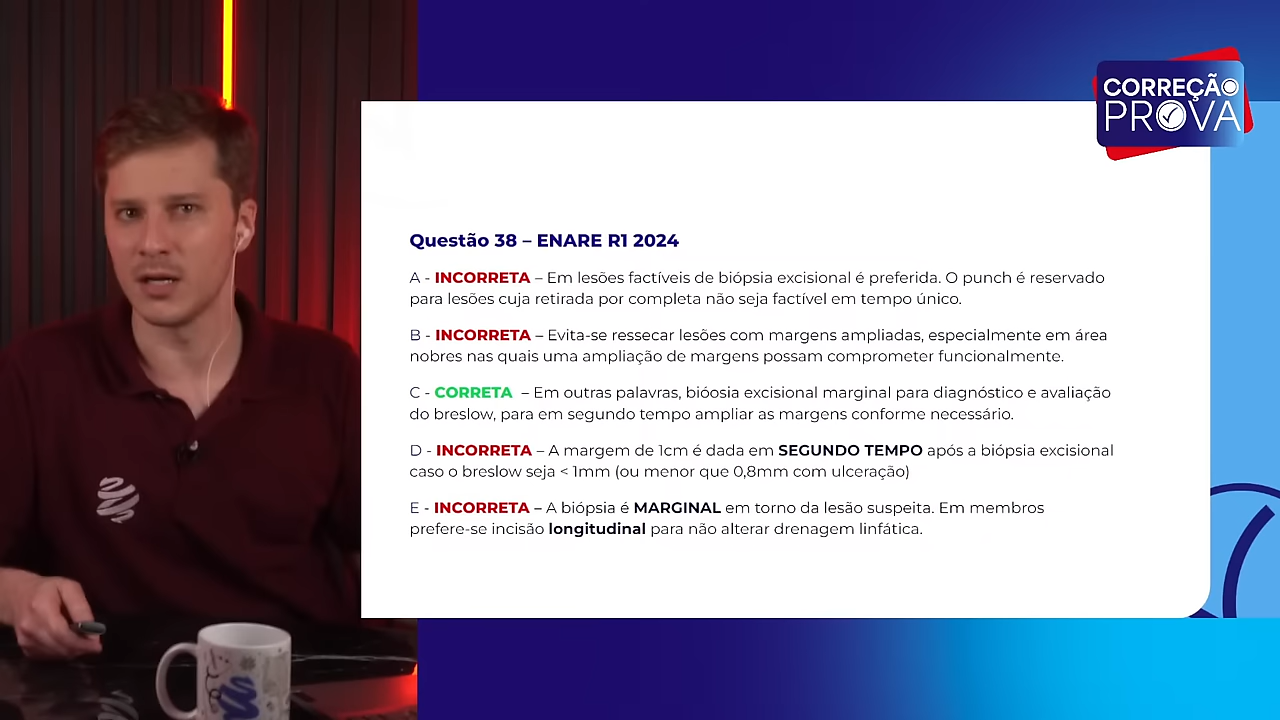 CORREÇÃO
PROVA
Questão 38 – ENARE R1 2024
A - INCORRETA – Em lesões factíveis de biópsia excisional é preferida. O punch é reservado
para lesões cuja retirada por completa não seja factível em tempo único.
B - INCORRETA – Evita-se ressecar lesões com margens ampliadas, especialmente em área
nobres nas quais uma ampliação de margens possam comprometer funcionalmente.
C - CORRETA – Em outras palavras, bióosia excisional marginal para diagnóstico e avaliação
do breslow, para em segundo tempo ampliar as margens conforme necessário.
D - INCORRETA – A margem de 1cm é dada em SEGUNDO TEMPO após a biópsia excisional
caso o breslow seja < 1mm (ou menor que 0,8mm com ulceração)
E - INCORRETA – A biópsia é MARGINAL em torno da lesão suspeita. Em membros
prefere-se incisão longitudinal para não alterar drenagem linfática.